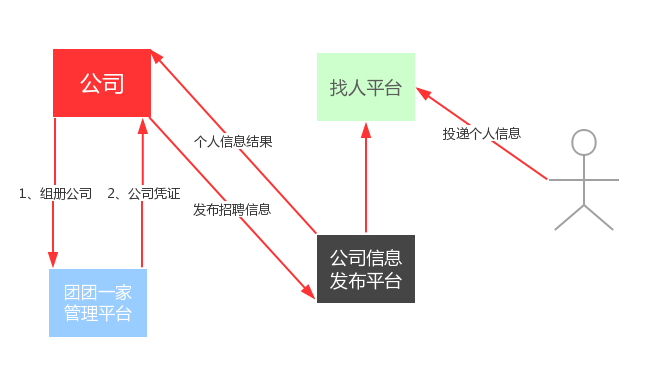 公司
找人平台
投递个人信息
个人信息结果
1、组册公司
2、公司凭证
发布招聘信息
公司信息
发布平台
团团一家
管理平台